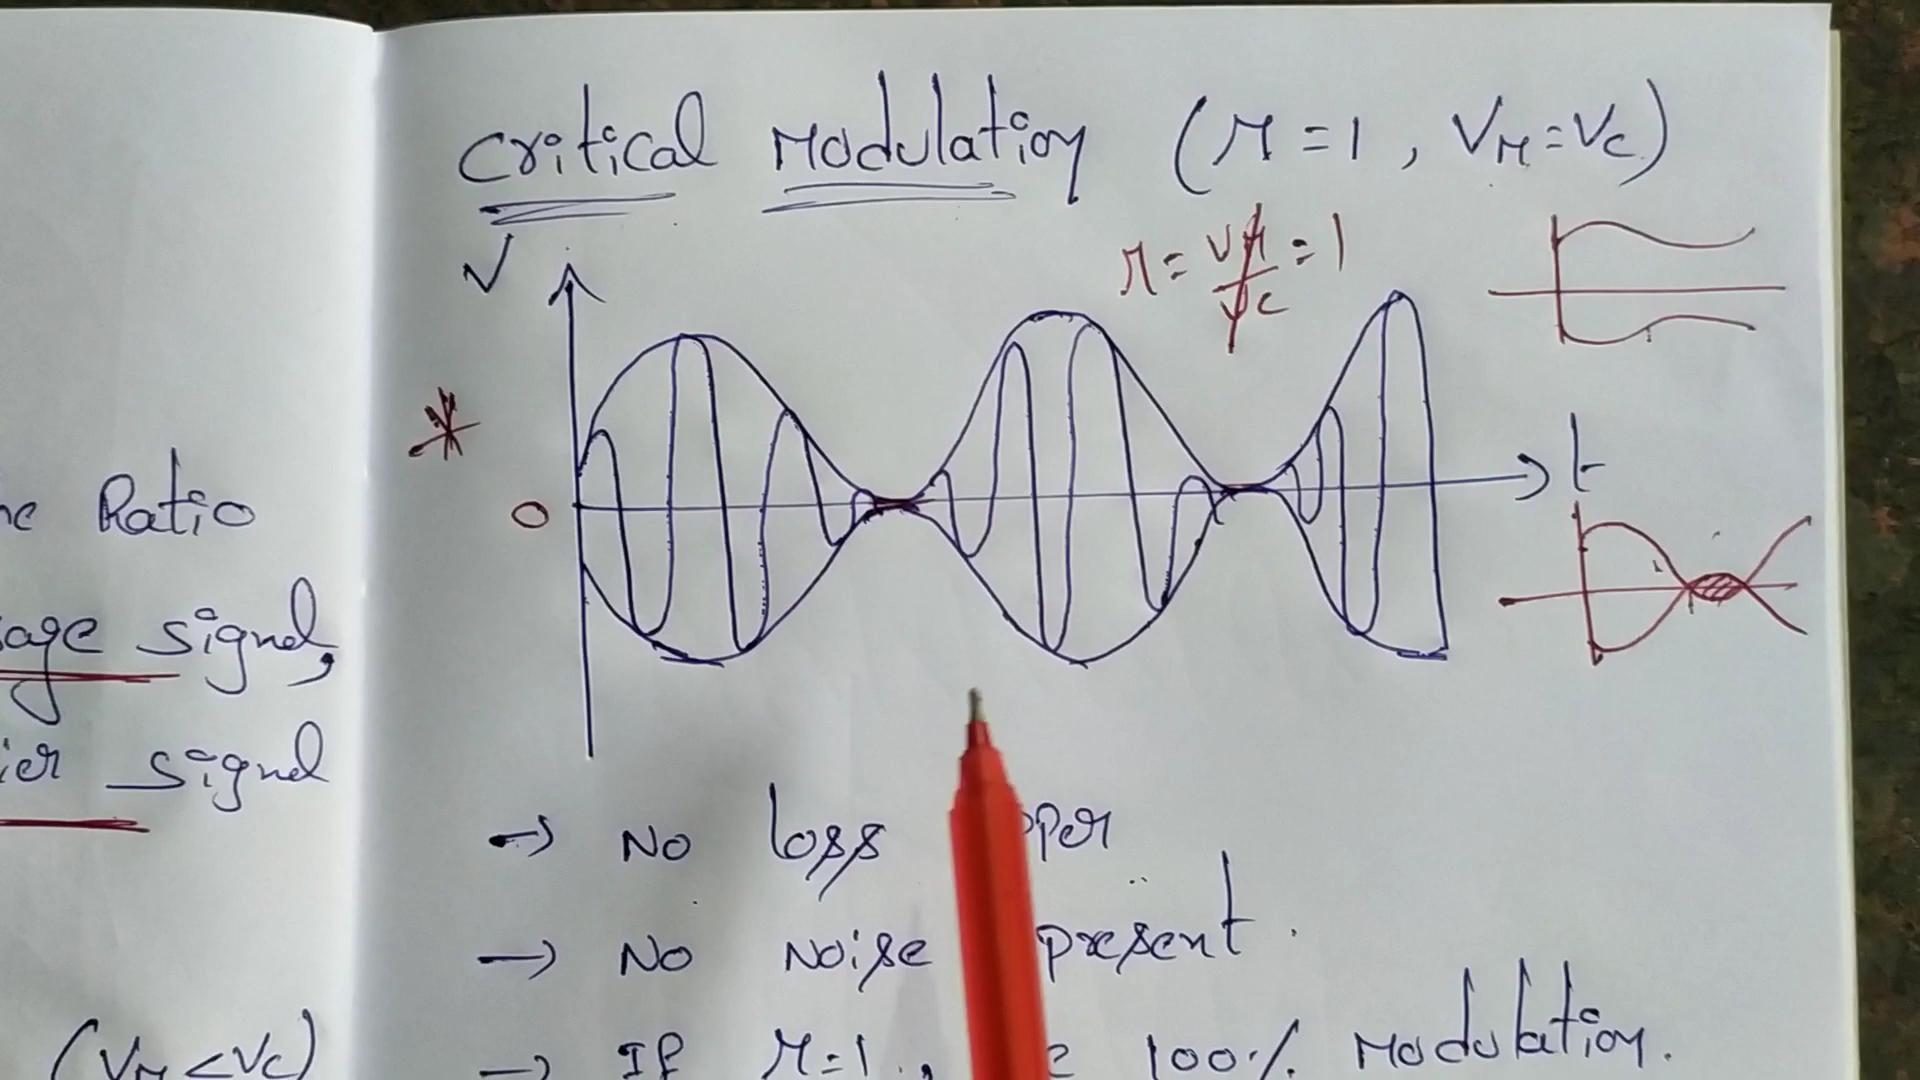 Ratio
signal,
signal
(VM < VC)
Critical Modulation (M = 1, VM = VC)
M = VM/VC = 1
V
0
t
→ No loss
→ No Noise present.
→ If M = 1, 100% Modulation.